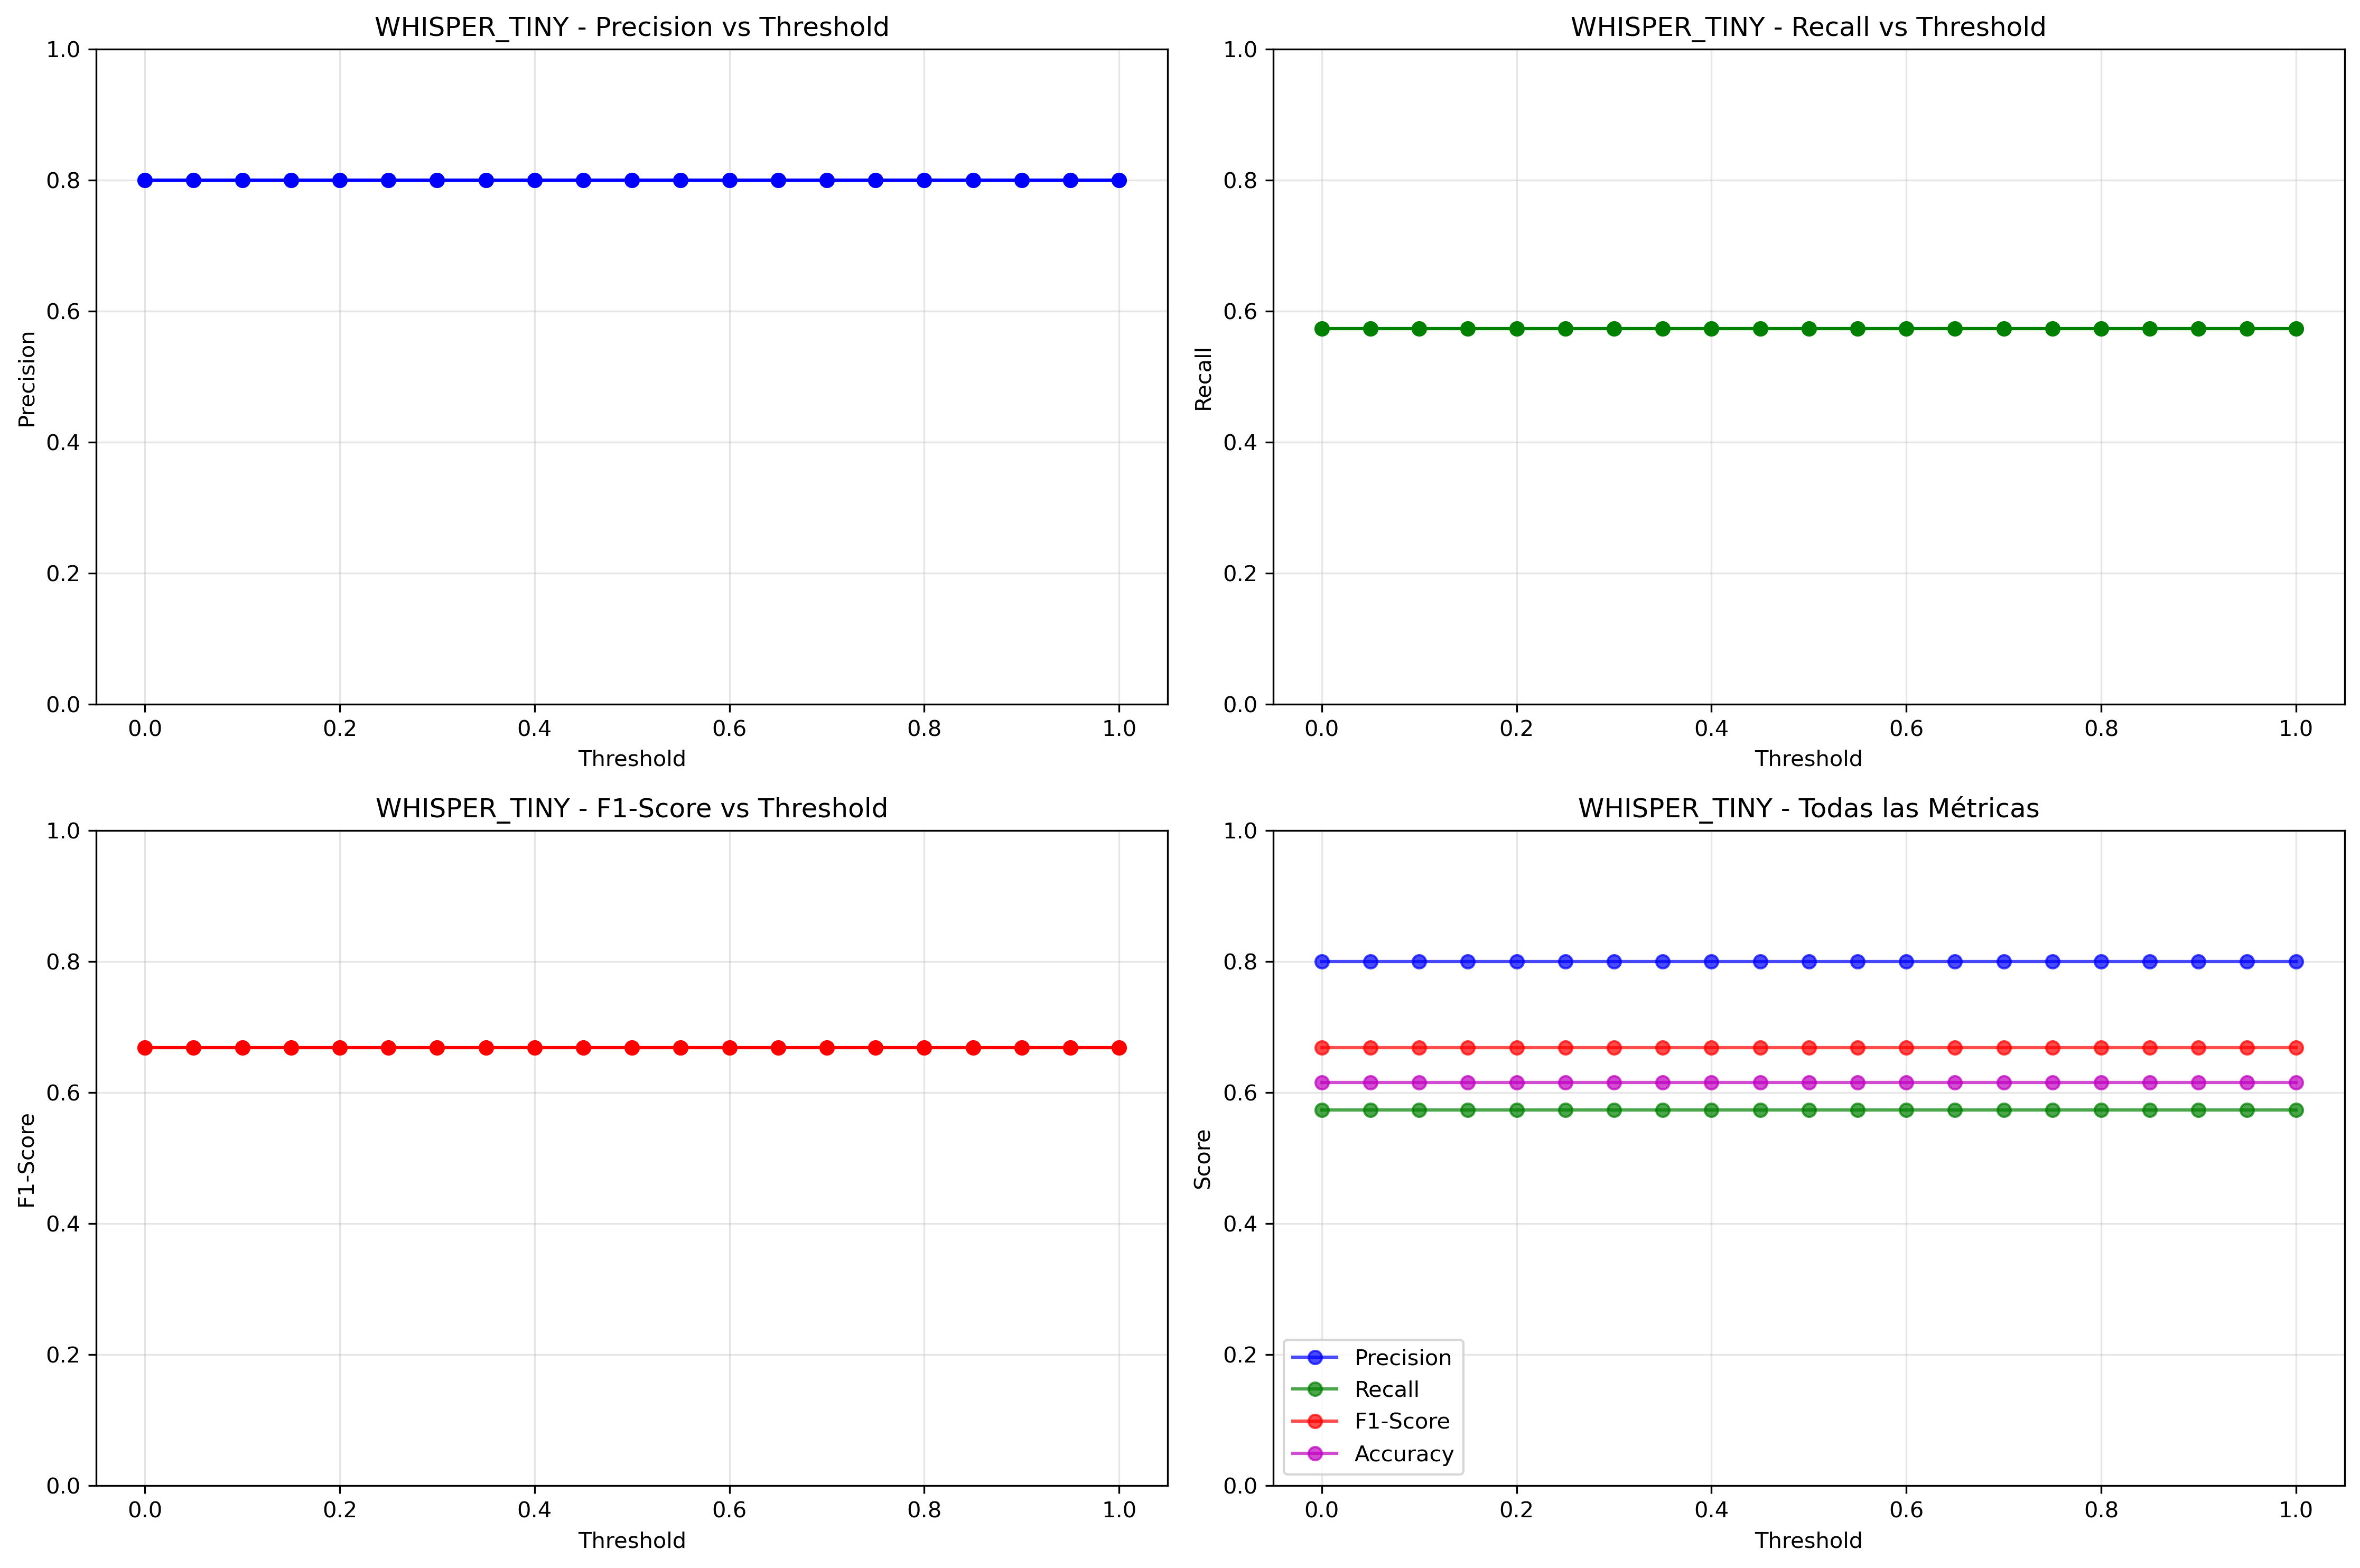 WHISPER_TINY - Precision vs Threshold
1.0
0.8
0.6
0.4
0.2
0.0
Precision
0.0 0.2 0.4 0.6 0.8 1.0
Threshold
WHISPER_TINY - Recall vs Threshold
1.0
0.8
0.6
0.4
0.2
0.0
Recall
0.0 0.2 0.4 0.6 0.8 1.0
Threshold
WHISPER_TINY - F1-Score vs Threshold
1.0
0.8
0.6
0.4
0.2
0.0
F1-Score
0.0 0.2 0.4 0.6 0.8 1.0
Threshold
WHISPER_TINY - Todas las Métricas
1.0
0.8
0.6
0.4
0.2
0.0
Score
Precision
Recall
F1-Score
Accuracy
0.0 0.2 0.4 0.6 0.8 1.0
Threshold